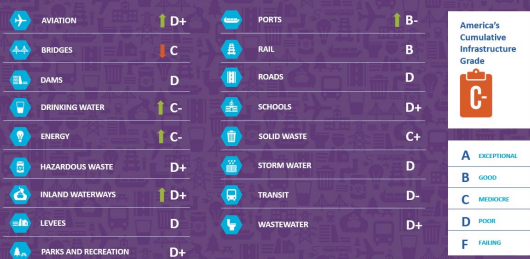 AVIATION D+
BRIDGES C
DAMS D
DRINKING WATER C-
ENERGY C-
HAZARDOUS WASTE D+
INLAND WATERWAYS D+
LEVEES D
PARKS AND RECREATION D+
PORTS B-
RAIL B
ROADS D
SCHOOLS D+
SOLID WASTE C+
STORM WATER D
TRANSIT D-
WASTEWATER D+
America's
Cumulative
Infrastructure
Grade
C-
A EXCEPTIONAL
B GOOD
C MEDIOCRE
D POOR
F FAILING